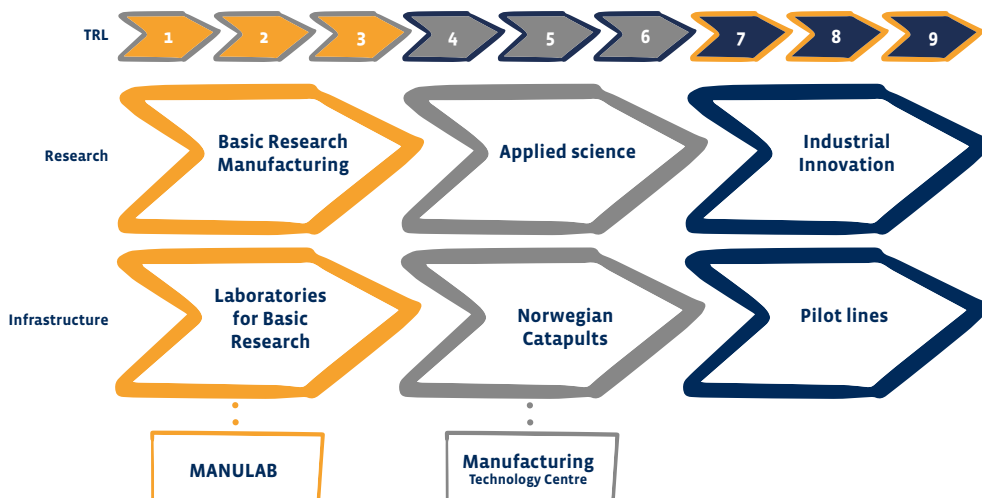 TRL
1
2
3
4
5
6
7
8
9
Research
Basic Research
Manufacturing
Applied science
Industrial
Innovation
Infrastructure
Laboratories
for Basic
Research
Norwegian
Catapults
Pilot lines
MANULAB
Manufacturing
Technology Centre